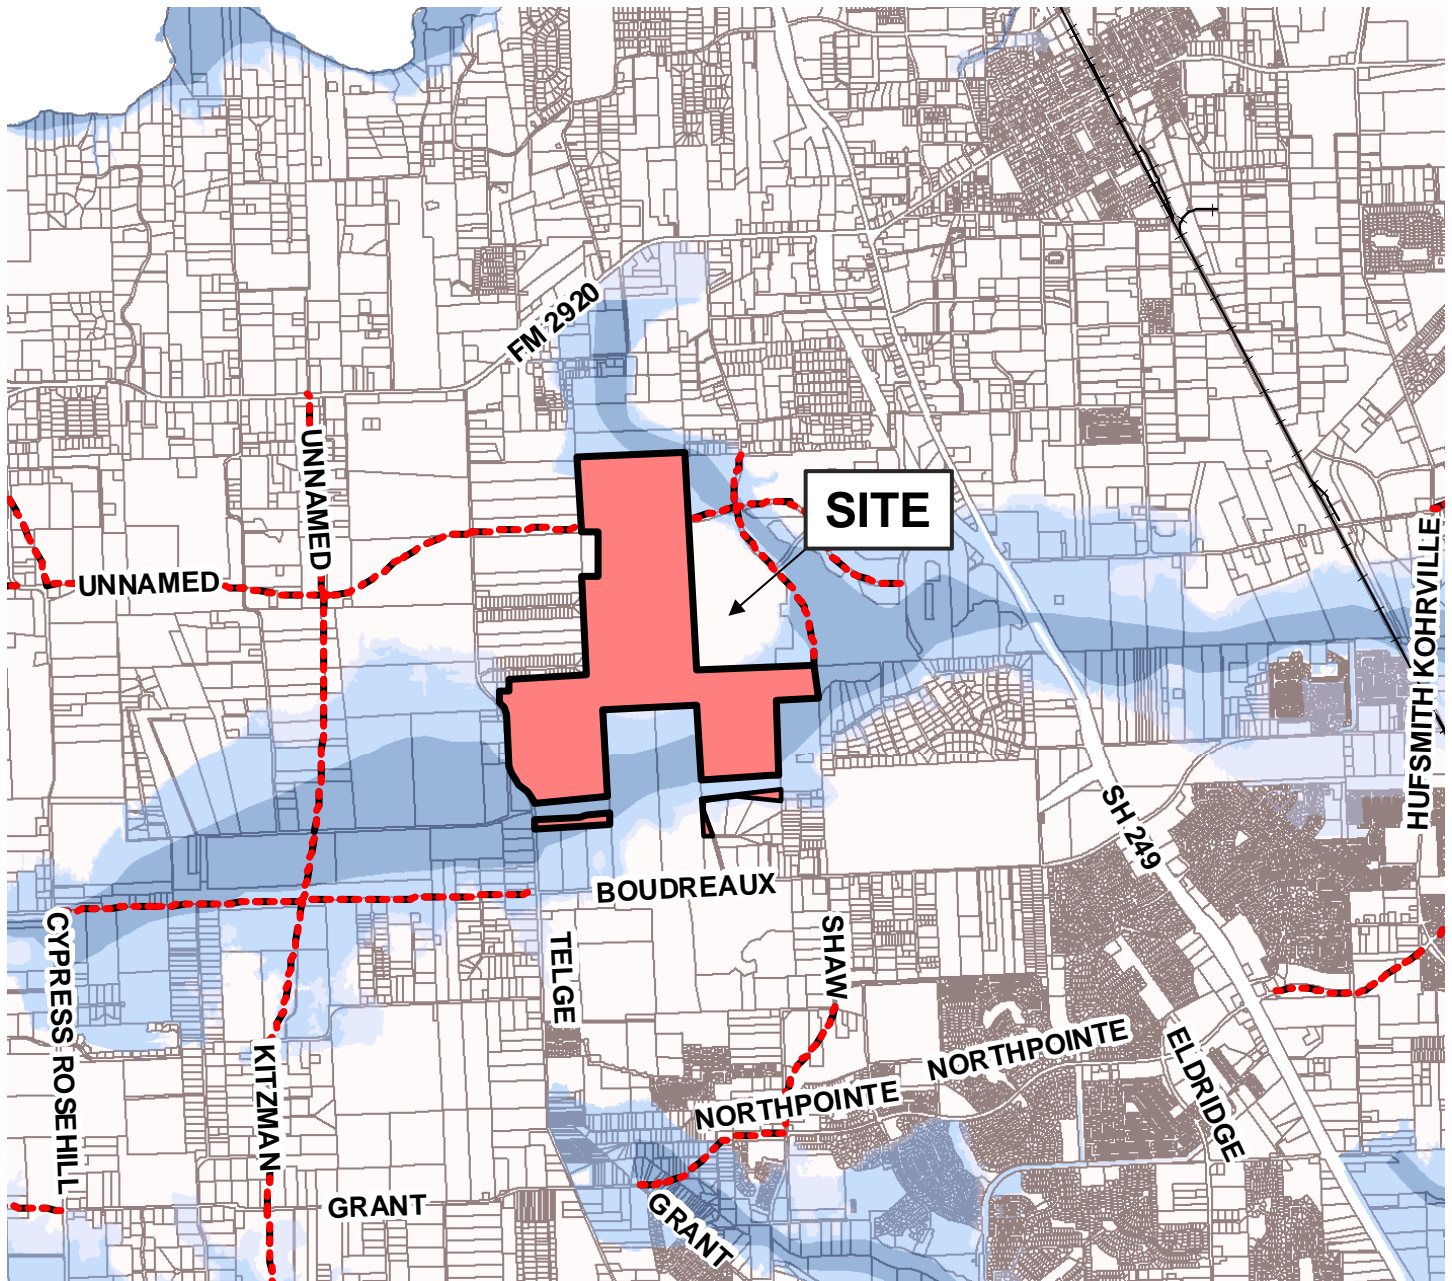 FM 2920
UNNAMED
SITE
UNNAMED
HUFSMITH KOHRVILLE
SH 249
BOUDREAUX
CYPRESS ROSEHILL
TELGE
SHAW
KITZMAN
NORTHPOINTE
NORTHPOINTE
ELDRIDGE
GRANT
GRANT